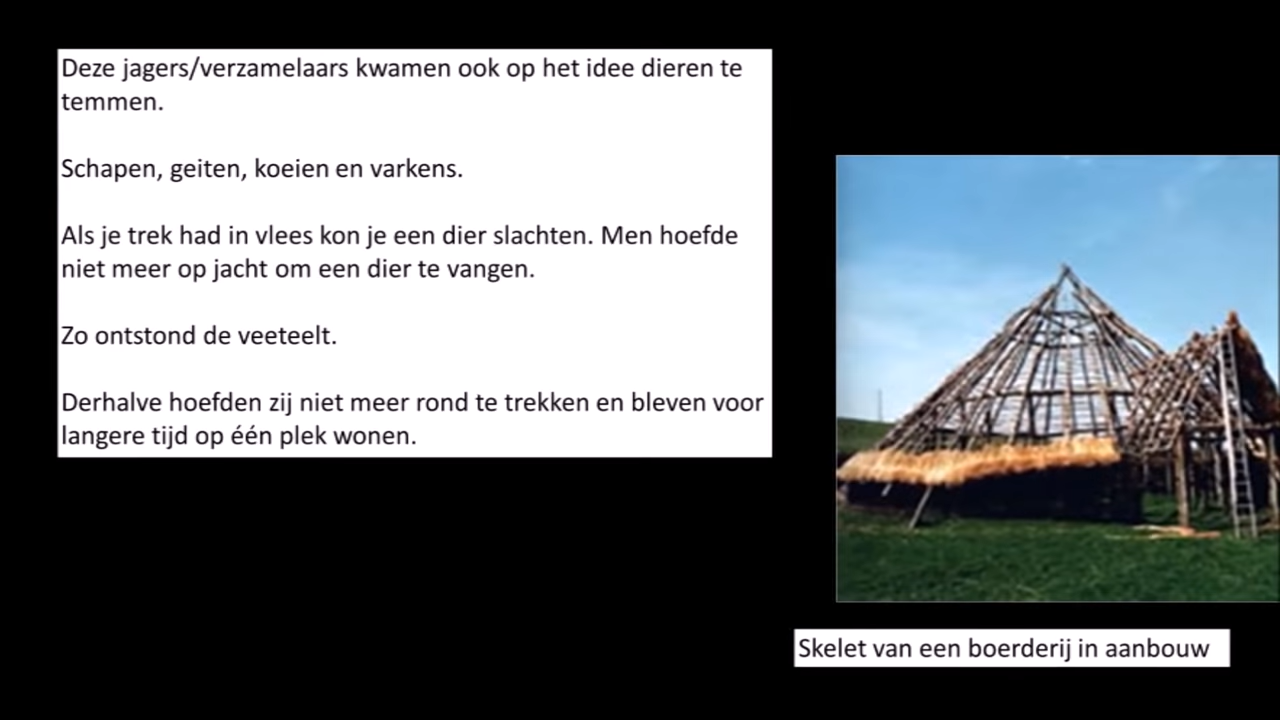 Deze jagers/verzamelaars kwamen ook op het idee dieren te
temmen.
Schapen, geiten, koeien en varkens.
Als je trek had in vlees kon je een dier slachten. Men hoefde
niet meer op jacht om een dier te vangen.
Zo ontstond de veeteelt.
Derhalve hoefden zij niet meer rond te trekken en bleven voor
langere tijd op één plek wonen.
Skelet van een boerderij in aanbouw